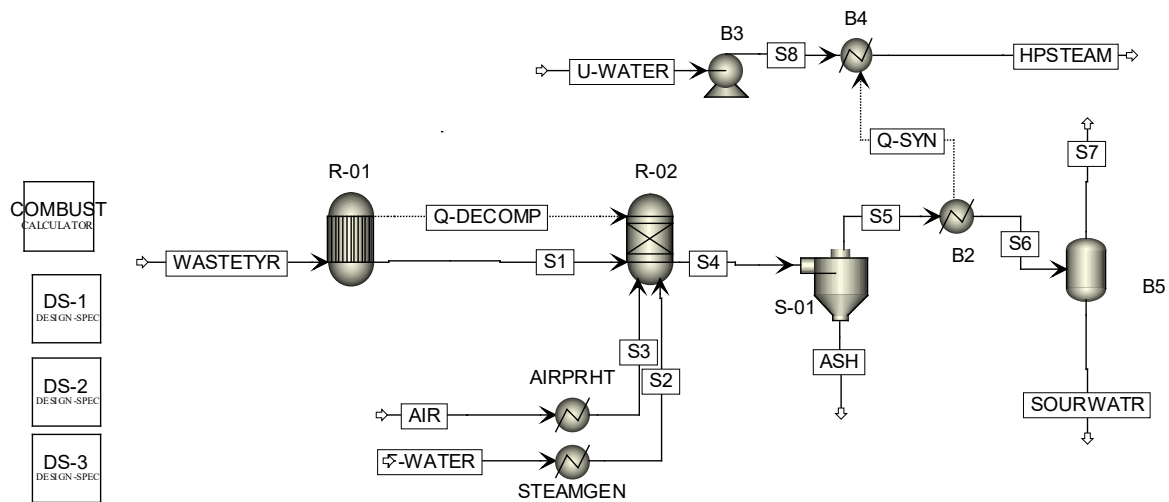 B3
B4
S8
U-WATER
HPSTEAM
Q-SYN
S7
R-01
R-02
COMBUST
CALCULATOR
Q-DECOMP
S5
S6
B2
WASTETYR
S1
S4
B5
DS-1
DESIGN-SPEC
S-01
S3
S2
ASH
DS-2
DESIGN-SPEC
AIRPRHT
AIR
SOURWATR
DS-3
DESIGN-SPEC
-WATER
STEAMGEN